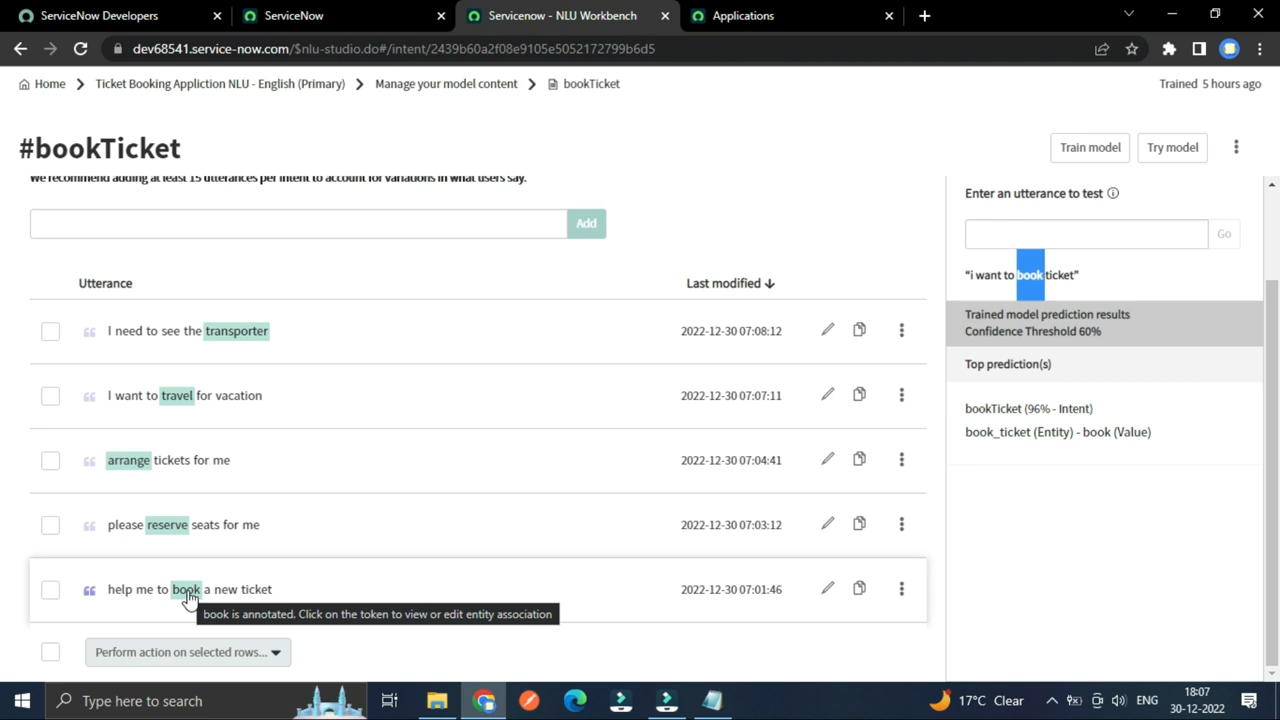 ServiceNow Developers
ServiceNow
Servicenow - NLU Workbench
Applications
dev68541.service-now.com/$nlu-studio.do#/intent/2439b60a2f08e9105e5052172799b6d5
Home
Ticket Booking Appliction NLU - English (Primary)
Manage your model content
bookTicket
Trained 5 hours ago
#bookTicket
Train model
Try model
We recommend adding at least 15 utterances per intent to account for variations in what users say.
Add
Utterance
Last modified
I need to see the transporter
2022-12-30 07:08:12
I want to travel for vacation
2022-12-30 07:07:11
arrange tickets for me
2022-12-30 07:04:41
please reserve seats for me
2022-12-30 07:03:12
help me to book a new ticket
2022-12-30 07:01:46
book is annotated. Click on the token to view or edit entity association
Perform action on selected rows...
Enter an utterance to test
Go
“i want to book ticket”
Trained model prediction results
Confidence Threshold 60%
Top prediction(s)
bookTicket (96% - Intent)
book_ticket (Entity) - book (Value)
Type here to search
17°C Clear
ENG
18:07
30-12-2022